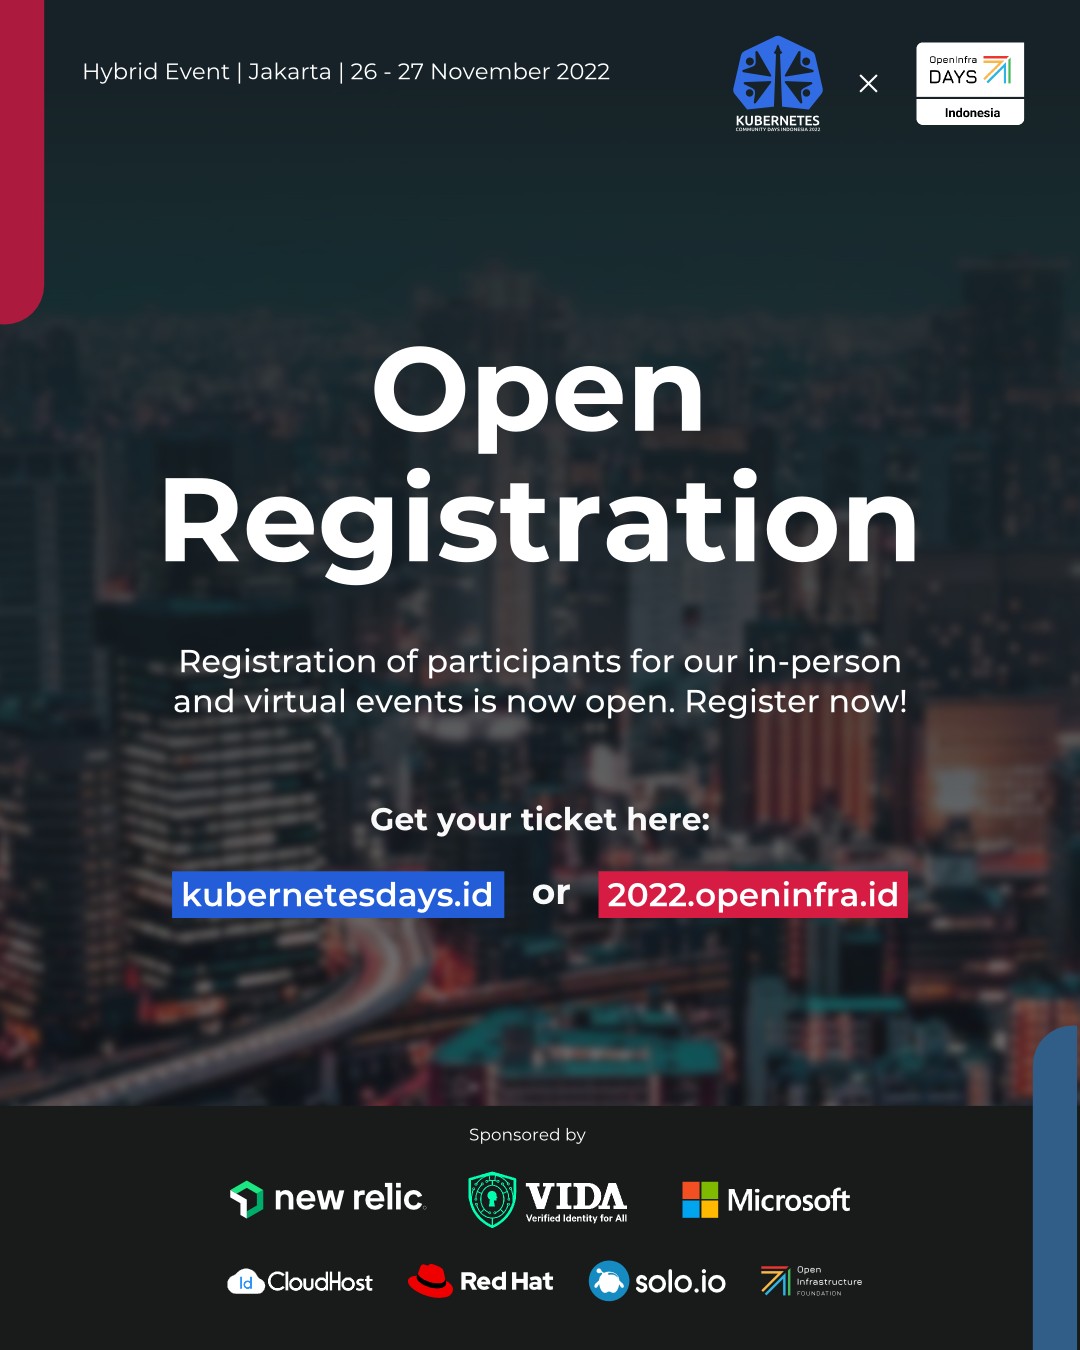 Hybrid Event | Jakarta | 26 - 27 November 2022
KUBERNETES
COMMUNITY DAYS INDONESIA 2022
×
OpenInfra
DAYS
Indonesia
Open
Registration
Registration of participants for our in-person
and virtual events is now open. Register now!
Get your ticket here:
kubernetesdays.id or 2022.openinfra.id
Sponsored by
new relic
VIDA
Verified Identity for All
Microsoft
Id CloudHost
Red Hat
solo.io
Open
Infrastructure
FOUNDATION